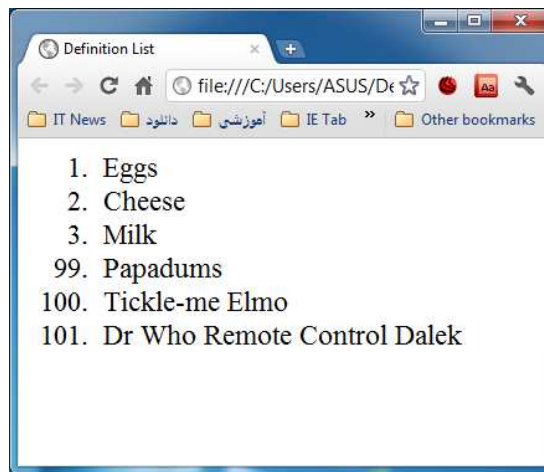 Definition List
file:///C:/Users/ASUS/De
IT News دانلود آموزشی IE Tab » Other bookmarks
1. Eggs
2. Cheese
3. Milk
99. Papadums
100. Tickle-me Elmo
101. Dr Who Remote Control Dalek